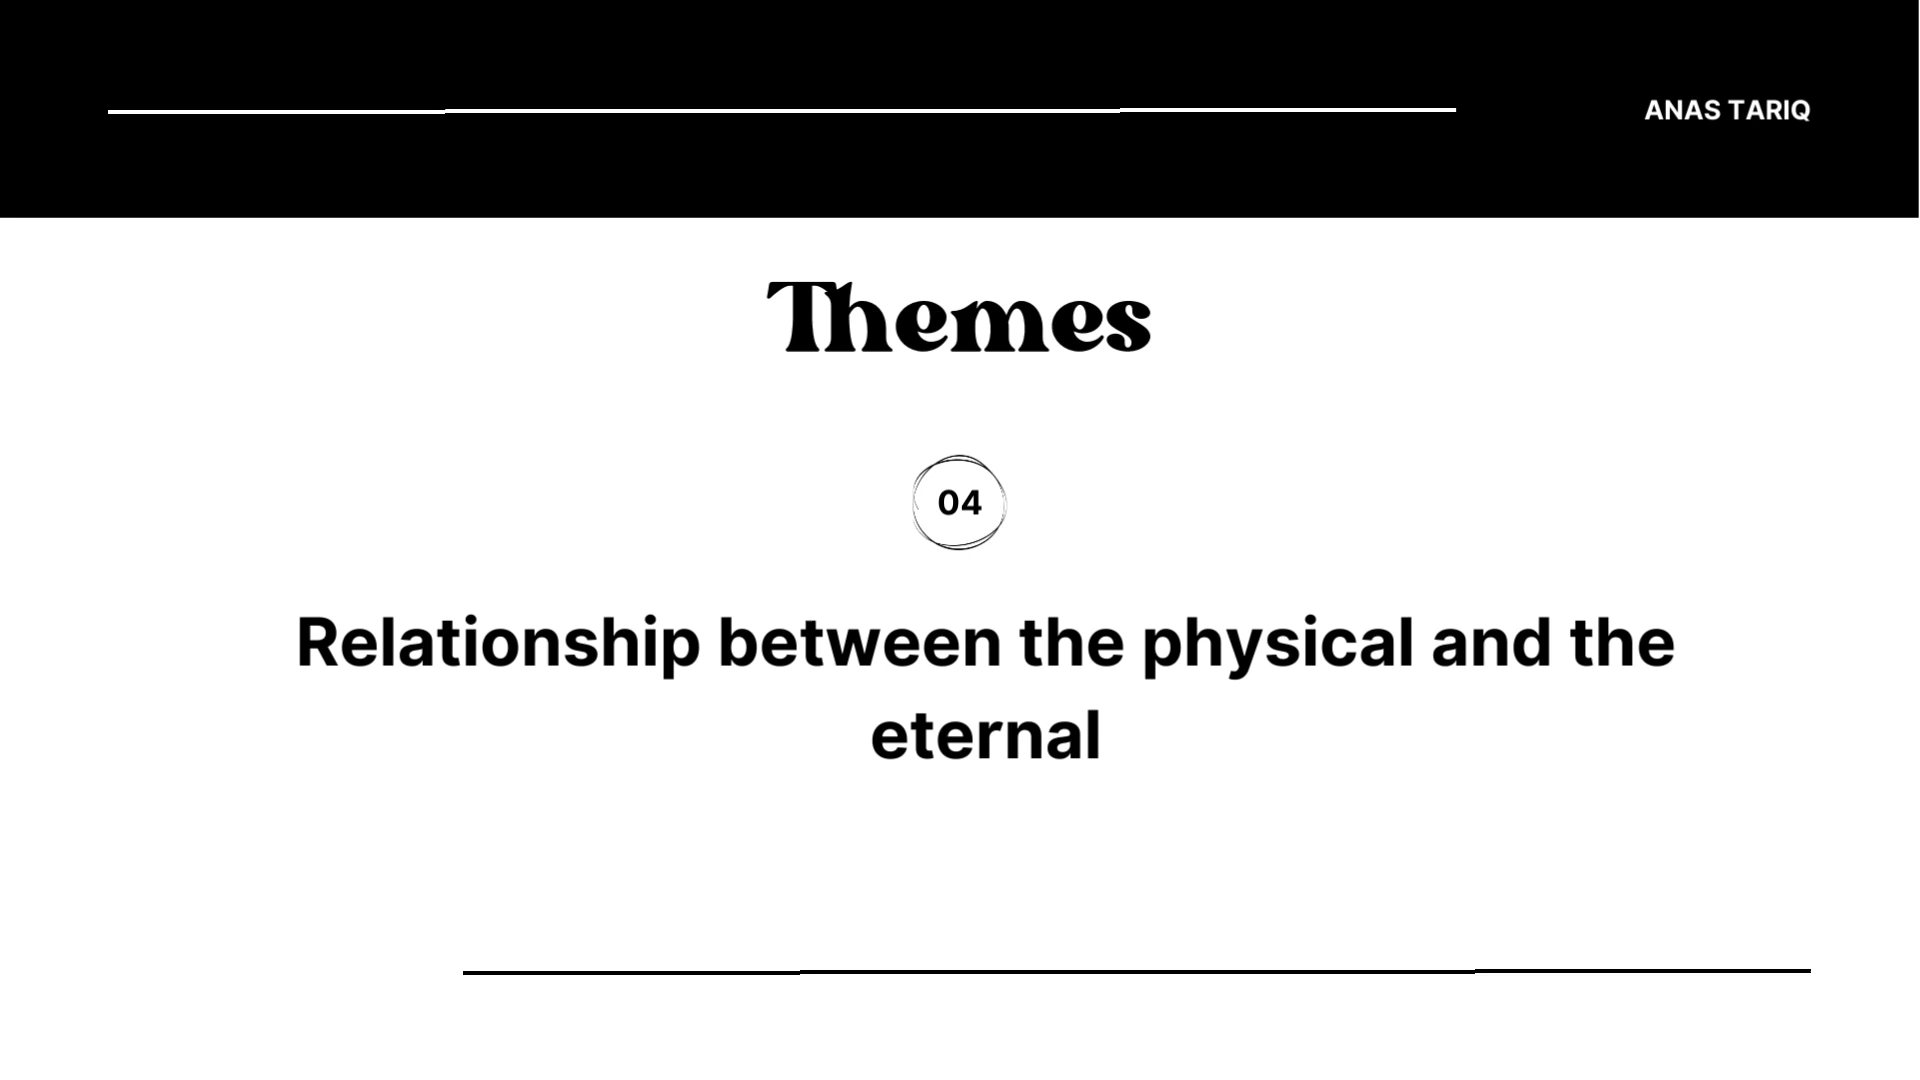 ANAS TARIQ
Themes
04
Relationship between the physical and the
eternal